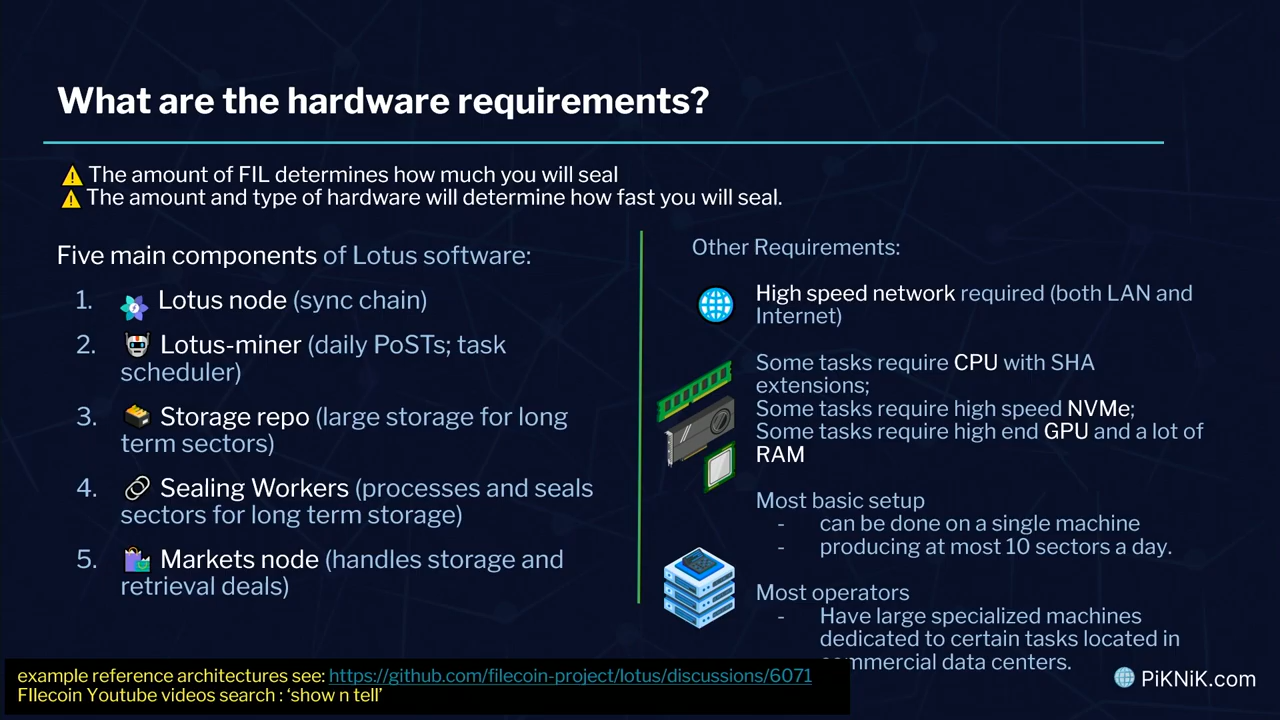 What are the hardware requirements?
The amount of FIL determines how much you will seal
The amount and type of hardware will determine how fast you will seal.
Five main components of Lotus software:
1. Lotus node (sync chain)
2. Lotus-miner (daily PoSTs; task
scheduler)
3. Storage repo (large storage for long
term sectors)
4. Sealing Workers (processes and seals
sectors for long term storage)
5. Markets node (handles storage and
retrieval deals)
Other Requirements:
High speed network required (both LAN and
Internet)
Some tasks require CPU with SHA
extensions;
Some tasks require high speed NVMe;
Some tasks require high end GPU and a lot of
RAM
Most basic setup
- can be done on a single machine
- producing at most 10 sectors a day.
Most operators
- Have large specialized machines
dedicated to certain tasks located in
commercial data centers.
example reference architectures see: https://github.com/filecoin-project/lotus/discussions/6071
FIlecoin Youtube videos search : ‘show n tell’
PiKNiK.com